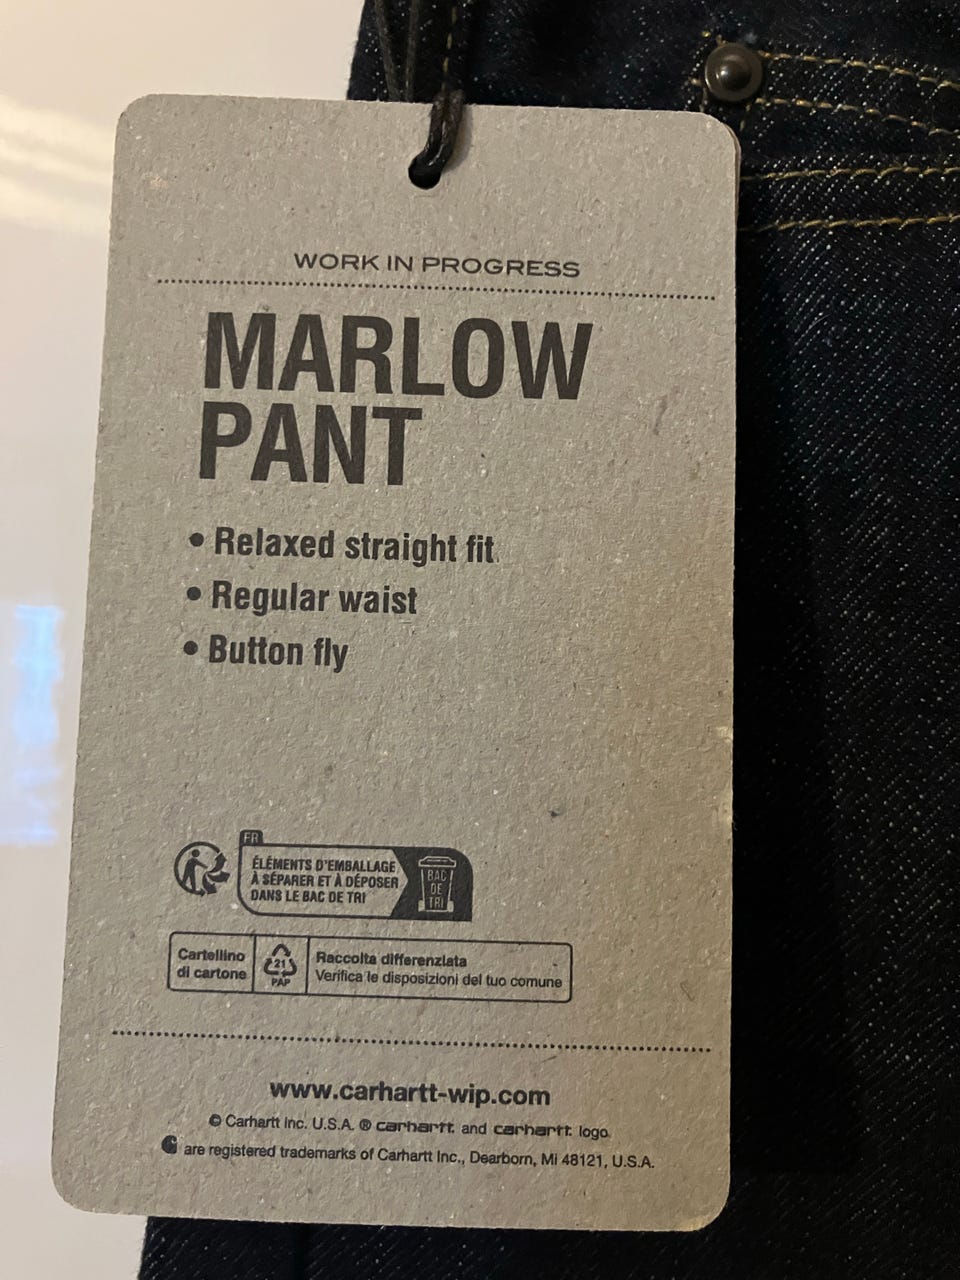 WORK IN PROGRESS
MARLOW
PANT
• Relaxed straight fit
• Regular waist
• Button fly
FR
ÉLÉMENTS D'EMBALLAGE
À SÉPARER ET À DÉPOSER
DANS LE BAC DE TRI
BAC
DE
TRI
Cartellino
di cartone
21
PAP
Raccolta differenziata
Verifica le disposizioni del tuo comune
www.carhartt-wip.com
© Carhartt Inc. U.S.A. ® carhartt. and carhartt. logo
are registered trademarks of Carhartt Inc., Dearborn, MI 48121, U.S.A.